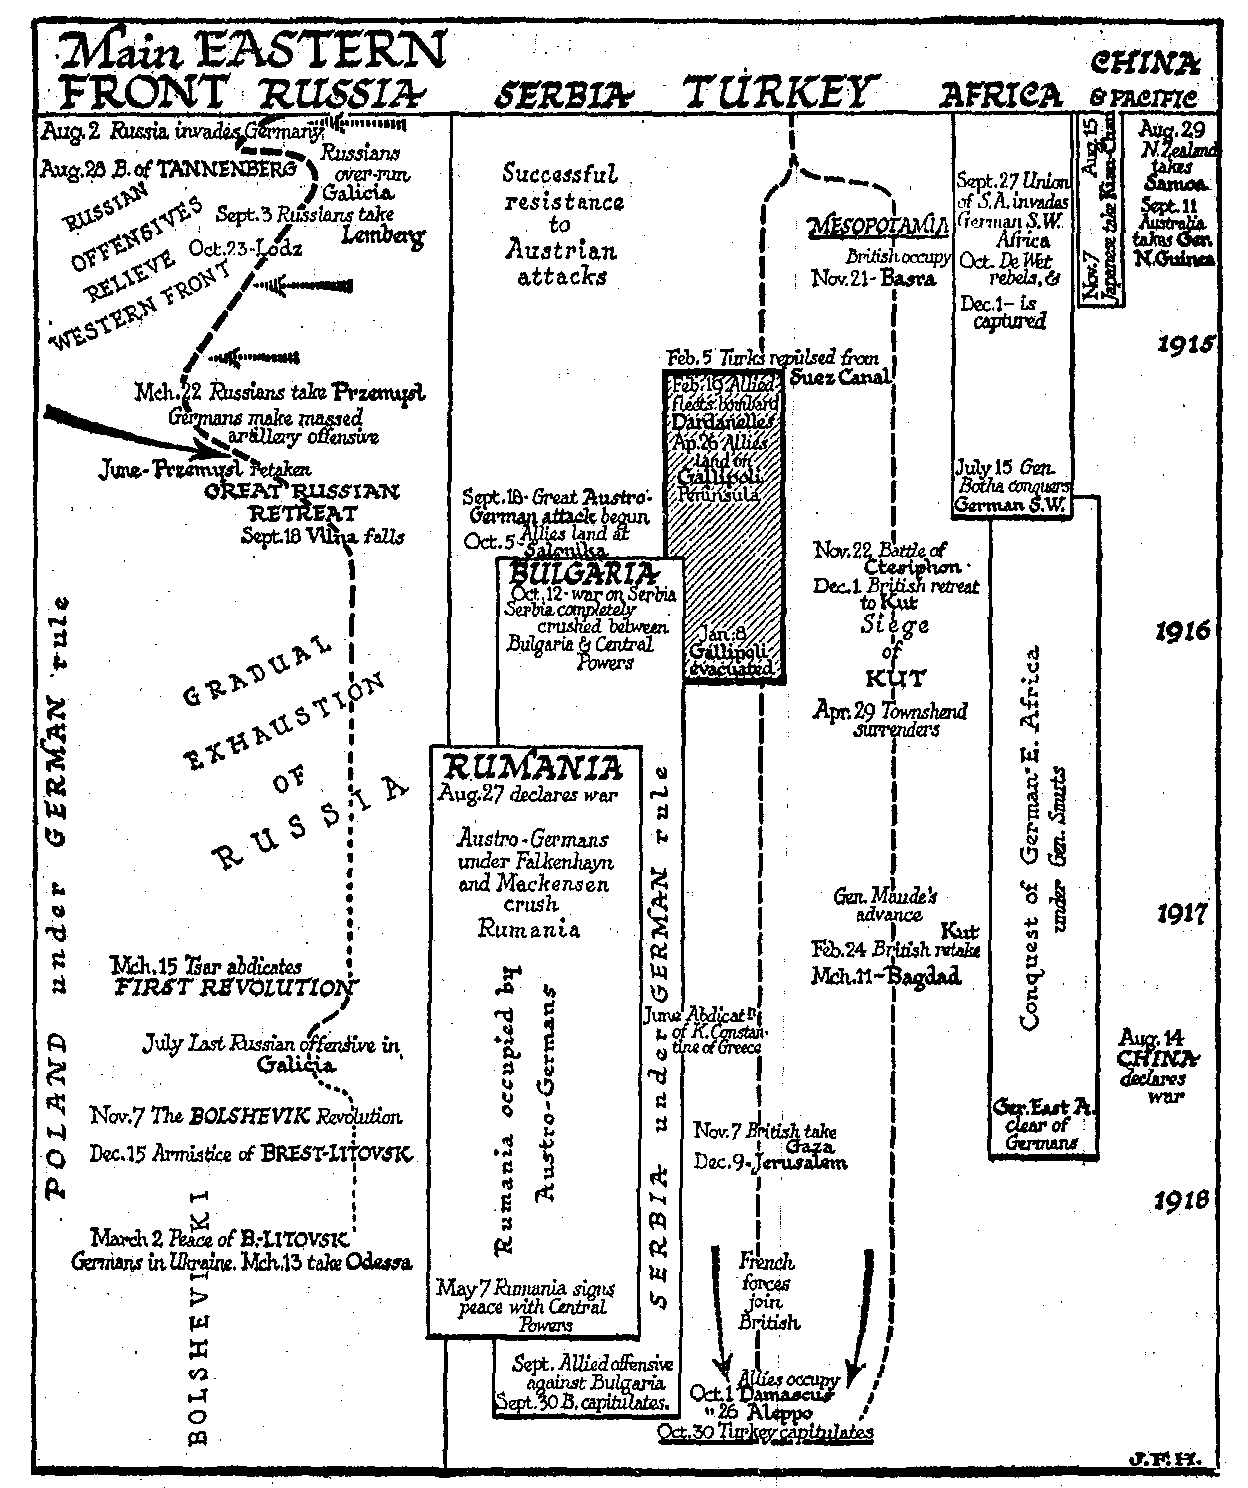 Main EASTERN
FRONT RUSSIA
SERBIA
TURKEY
AFRICA
CHINA
& PACIFIC
Aug. 2 Russia invades Germany
Russians
over-run
Galicia
Aug. 28 B. of TANNENBERG
RUSSIAN
OFFENSIVES
RELIEVE
WESTERN FRONT
Sept. 3 Russians take
Lemberg
Oct. 23-Lodz
Mch. 22 Russians take Przemysl
Germans make massed
artillery offensive
June-Przemysl retaken
GREAT RUSSIAN
RETREAT
Sept. 18 Vilna falls
GRADUAL
EXHAUSTION
OF
RUSSIA
POLAND under GERMAN rule
Mch. 15 Tsar abdicates
FIRST REVOLUTION
July Last Russian offensive in
Galicia
Nov. 7 The BOLSHEVIK Revolution
Dec. 15 Armistice of BREST-LITOVSK
March 2 Peace of B.-LITOVSK
Germans in Ukraine. Mch. 13 take Odessa
BOLSHEVIKI
Successful
resistance
to
Austrian
attacks
Sept. 18-Great Austro-
German attack begun
Oct. 5-Allies land at
Salonika
BULGARIA
Oct. 12-war on Serbia
Serbia completely
crushed between
Bulgaria & Central
Powers
RUMANIA
Aug. 27 declares war
Austro-Germans
under Falkenhayn
and Mackensen
crush
Rumania
Rumania occupied by
Austro-Germans
May 7 Rumania signs
peace with Central
Powers
SERBIA under GERMAN rule
Sept. Allied offensive
against Bulgaria
Sept. 30 B. capitulates.
Feb. 5 Turks repulsed from
Suez Canal
Feb. 19 Allied
fleets bombard
Dardanelles
Ap. 26 Allies
land on
Gallipoli
Peninsula
Jan. 8
Gallipoli
evacuated
June Abdicatn
of K. Constan-
tine of Greece
Nov. 7 British take
Gaza
Dec. 9-Jerusalem
French
forces
join
British
Allies occupy
Oct. 1 Damascus
" 26 Aleppo
Oct. 30 Turkey capitulates
MESOPOTAMIA
British occupy
Nov. 21-Basra
Nov. 22 Battle of
Ctesiphon.
Dec. 1 British retreat
to Kut
Siege
of
KUT
Apr. 29 Townshend
surrenders
Gen. Maude's
advance
Kut
Feb. 24 British retake
Mch. 11-Bagdad
Sept. 27 Union
of S.A. invades
German S.W.
Africa
Oct. De Wet
rebels, &
Dec. 1- is
captured
July 15 Gen.
Botha conquers
German S.W.
Conquest of German E. Africa
under Gen. Smuts
Ger. East A.
clear of
Germans
Aug. 15
Nov. 7
Japanese take Kiau-Chau
Aug. 29
N. Zealand
takes
Samoa
Sept. 11
Australia
takes Ger.
N. Guinea
1915
1916
1917
Aug. 14
CHINA
declares
war
1918
J.F.H.